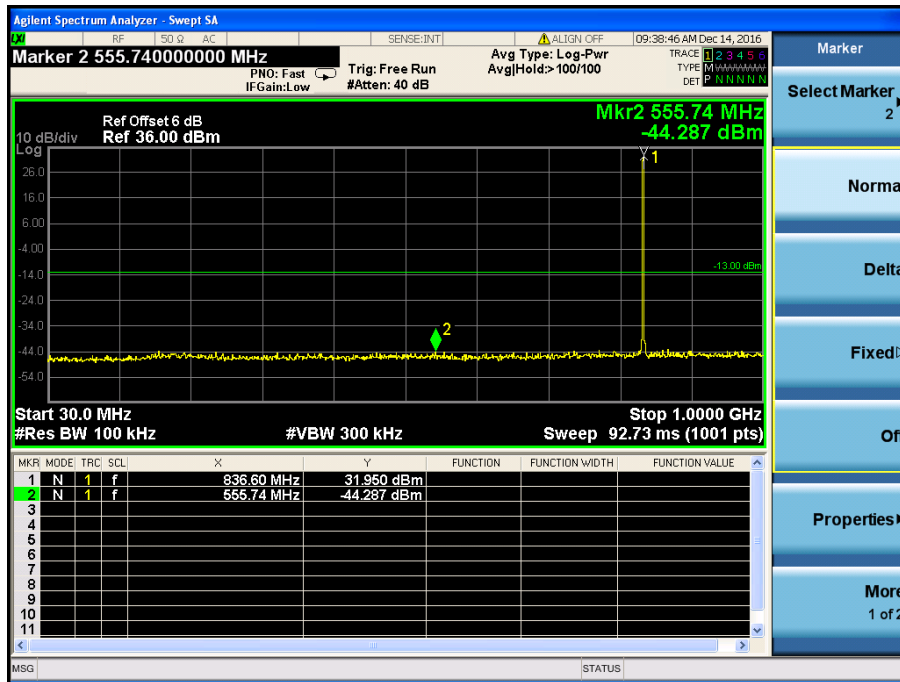 Agilent Spectrum Analyzer - Swept SA
LXI RF 50 Ω AC SENSE:INT ALIGN OFF 09:38:46 AM Dec 14, 2016
Marker 2 555.740000000 MHz
PNO: Fast Trig: Free Run Avg Type: Log-Pwr TRACE 1 2 3 4 5 6
IFGain:Low #Atten: 40 dB Avg|Hold:>100/100 TYPE M WWWWW
DET P N N N N N
Mkr2 555.74 MHz
-44.287 dBm
Ref Offset 6 dB
10 dB/div Ref 36.00 dBm
Log
1
26.0
16.0
6.00
-4.00
-13.00 dBm
-14.0
-24.0
-34.0
2
-44.0
-54.0
Start 30.0 MHz Stop 1.0000 GHz
#Res BW 100 kHz #VBW 300 kHz Sweep 92.73 ms (1001 pts)
MKR MODE TRC SCL X Y FUNCTION FUNCTION WIDTH FUNCTION VALUE
1 N 1 f 836.60 MHz 31.950 dBm
2 N 1 f 555.74 MHz -44.287 dBm
3
4
5
6
7
8
9
10
11
MSG STATUS
Marker
Select Marker
2
Norma
Delta
Fixed
Of
Properties
More
1 of 2